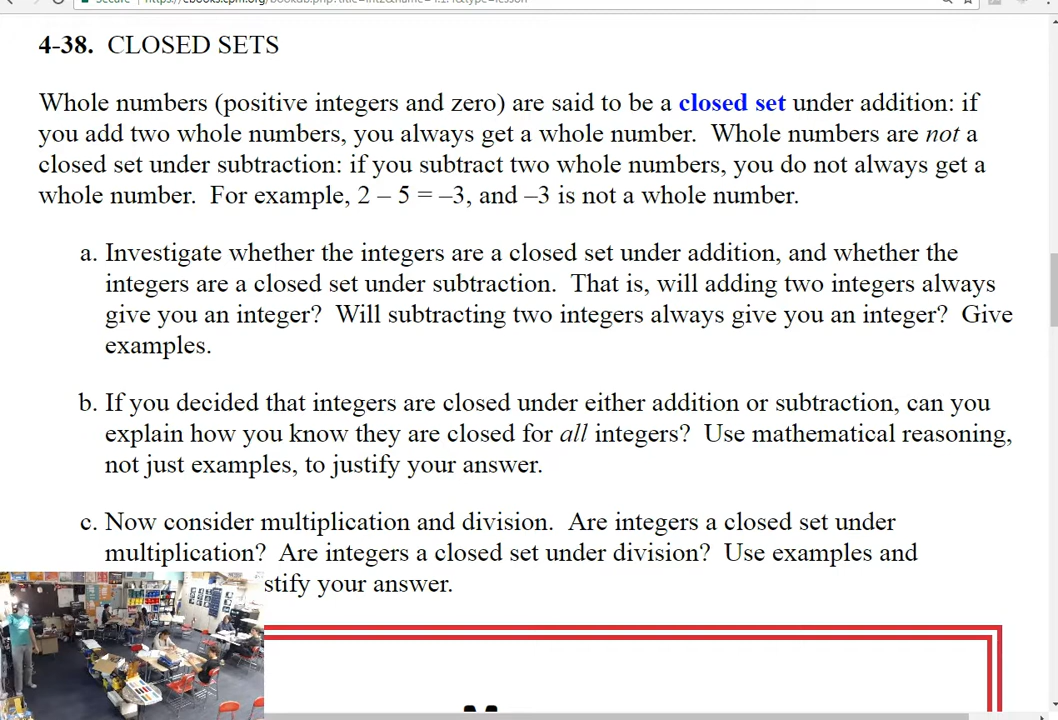 4-38. CLOSED SETS
Whole numbers (positive integers and zero) are said to be a closed set under addition: if
you add two whole numbers, you always get a whole number. Whole numbers are not a
closed set under subtraction: if you subtract two whole numbers, you do not always get a
whole number. For example, 2 – 5 = –3, and –3 is not a whole number.
a. Investigate whether the integers are a closed set under addition, and whether the
integers are a closed set under subtraction. That is, will adding two integers always
give you an integer? Will subtracting two integers always give you an integer? Give
examples.
b. If you decided that integers are closed under either addition or subtraction, can you
explain how you know they are closed for all integers? Use mathematical reasoning,
not just examples, to justify your answer.
c. Now consider multiplication and division. Are integers a closed set under
multiplication? Are integers a closed set under division? Use examples and
stify your answer.